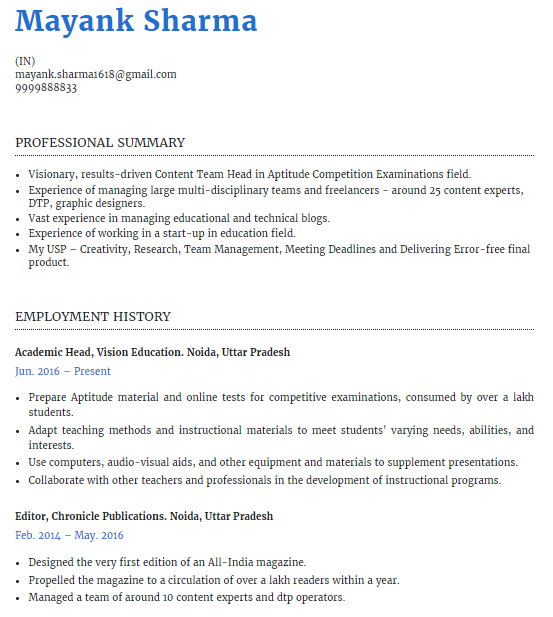 Mayank Sharma
(IN)
mayank.sharma1618@gmail.com
9999888833
PROFESSIONAL SUMMARY
• Visionary, results-driven Content Team Head in Aptitude Competition Examinations field.
• Experience of managing large multi-disciplinary teams and freelancers - around 25 content experts,
DTP, graphic designers.
• Vast experience in managing educational and technical blogs.
• Experience of working in a start-up in education field.
• My USP – Creativity, Research, Team Management, Meeting Deadlines and Delivering Error-free final
product.
EMPLOYMENT HISTORY
Academic Head, Vision Education. Noida, Uttar Pradesh
Jun. 2016 – Present
• Prepare Aptitude material and online tests for competitive examinations, consumed by over a lakh
students.
• Adapt teaching methods and instructional materials to meet students' varying needs, abilities, and
interests.
• Use computers, audio-visual aids, and other equipment and materials to supplement presentations.
• Collaborate with other teachers and professionals in the development of instructional programs.
Editor, Chronicle Publications. Noida, Uttar Pradesh
Feb. 2014 – May. 2016
• Designed the very first edition of an All-India magazine.
• Propelled the magazine to a circulation of over a lakh readers within a year.
• Managed a team of around 10 content experts and dtp operators.